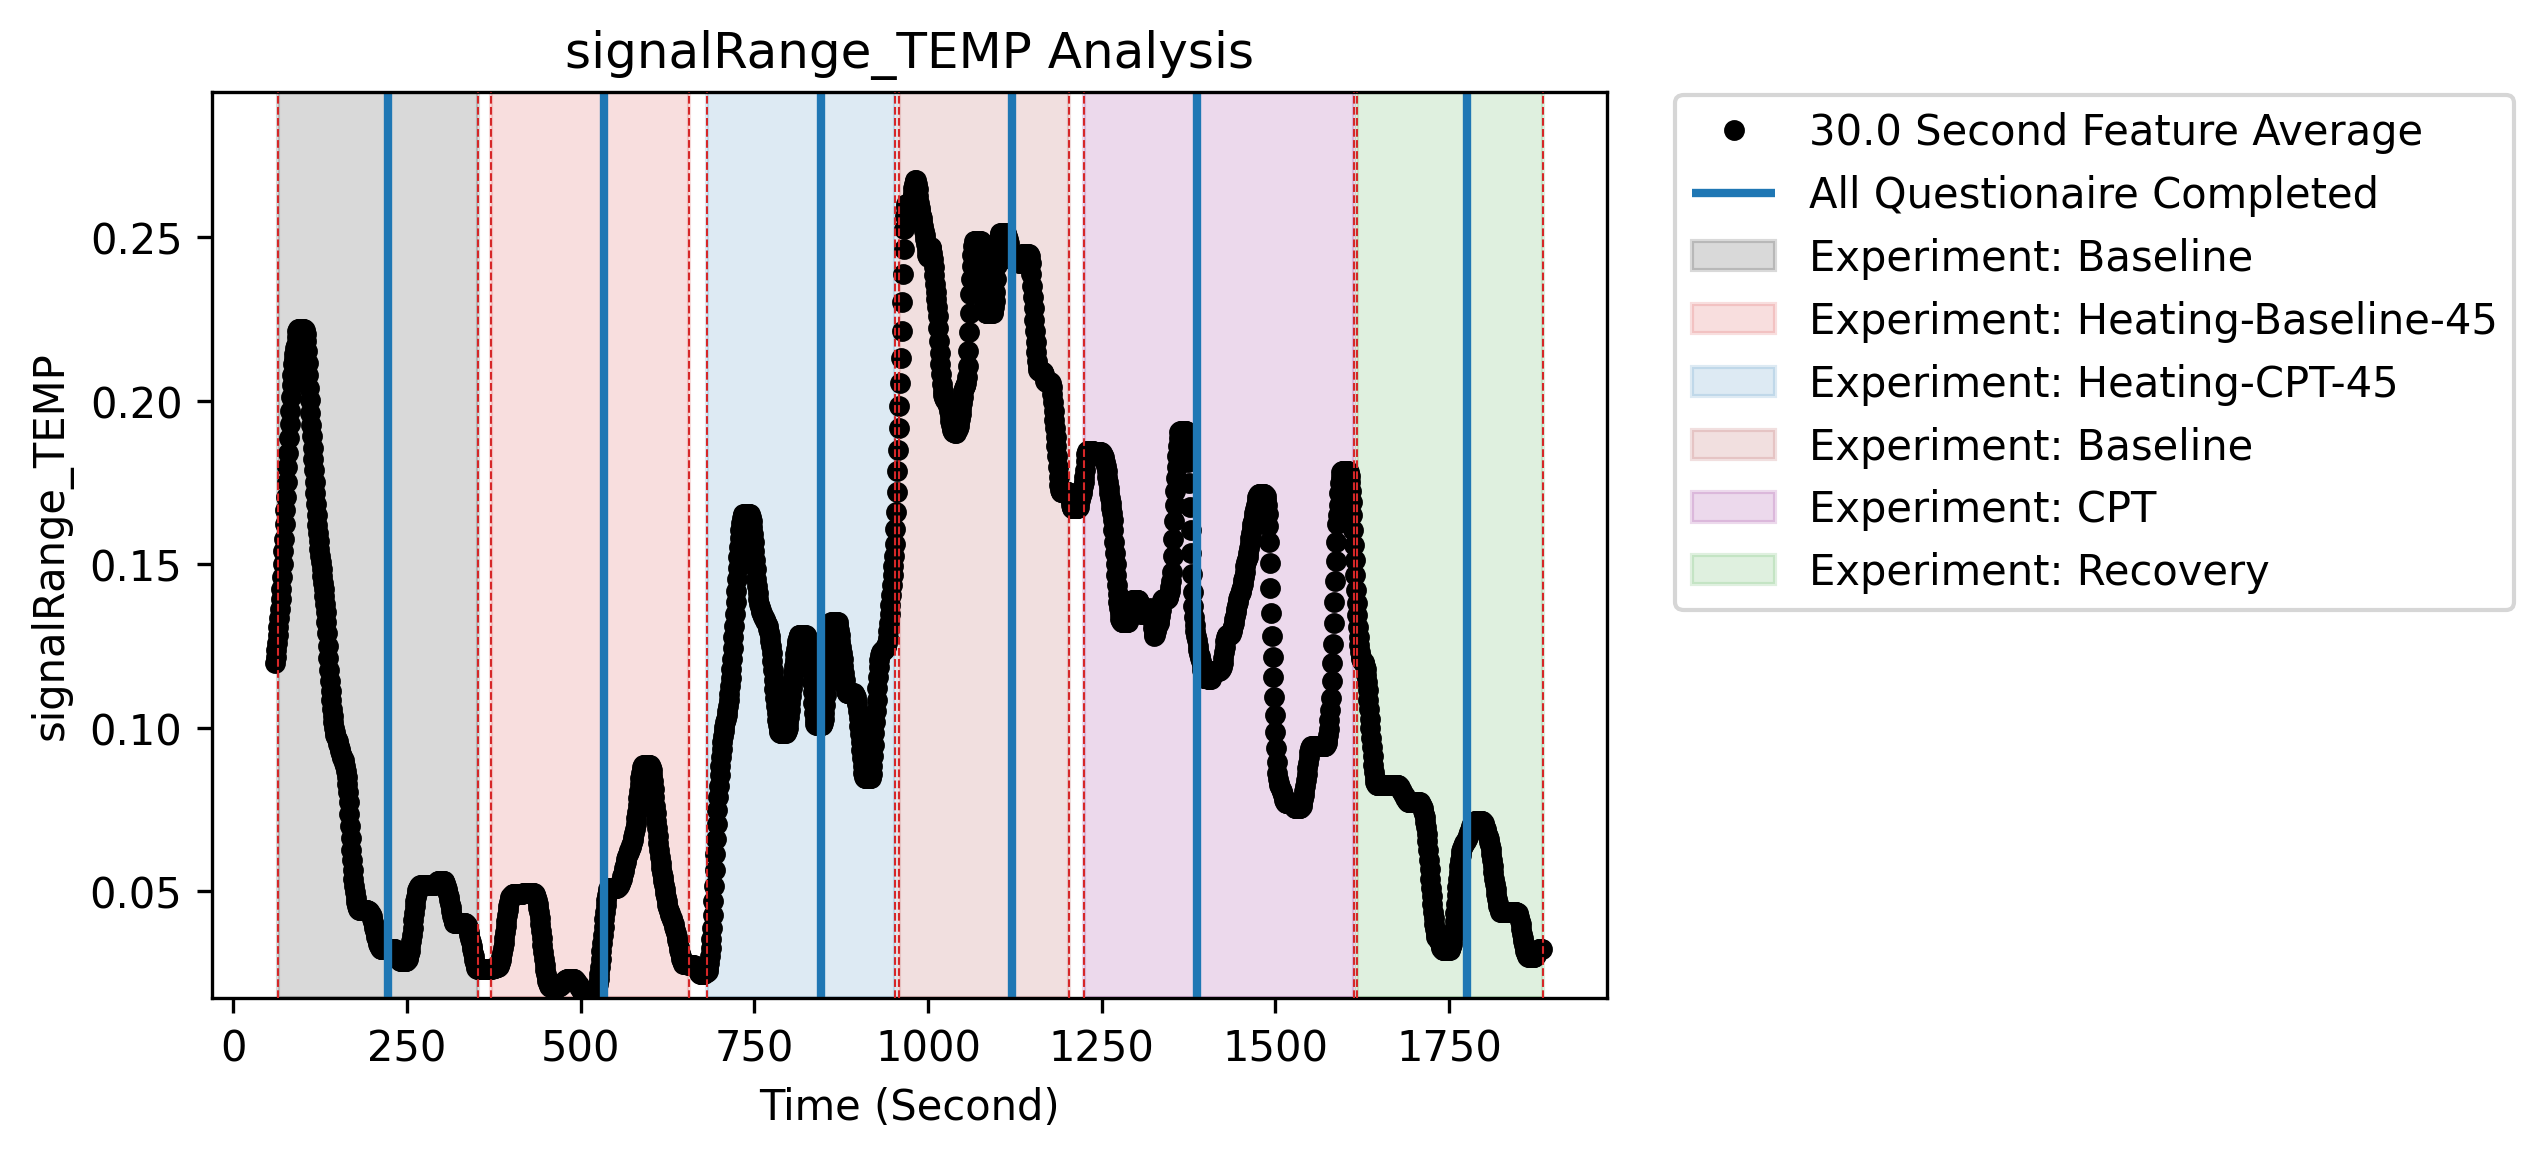 signalRange_TEMP Analysis
signalRange_TEMP
0.25
0.20
0.15
0.10
0.05
0 250 500 750 1000 1250 1500 1750
Time (Second)
30.0 Second Feature Average
All Questionaire Completed
Experiment: Baseline
Experiment: Heating-Baseline-45
Experiment: Heating-CPT-45
Experiment: Baseline
Experiment: CPT
Experiment: Recovery